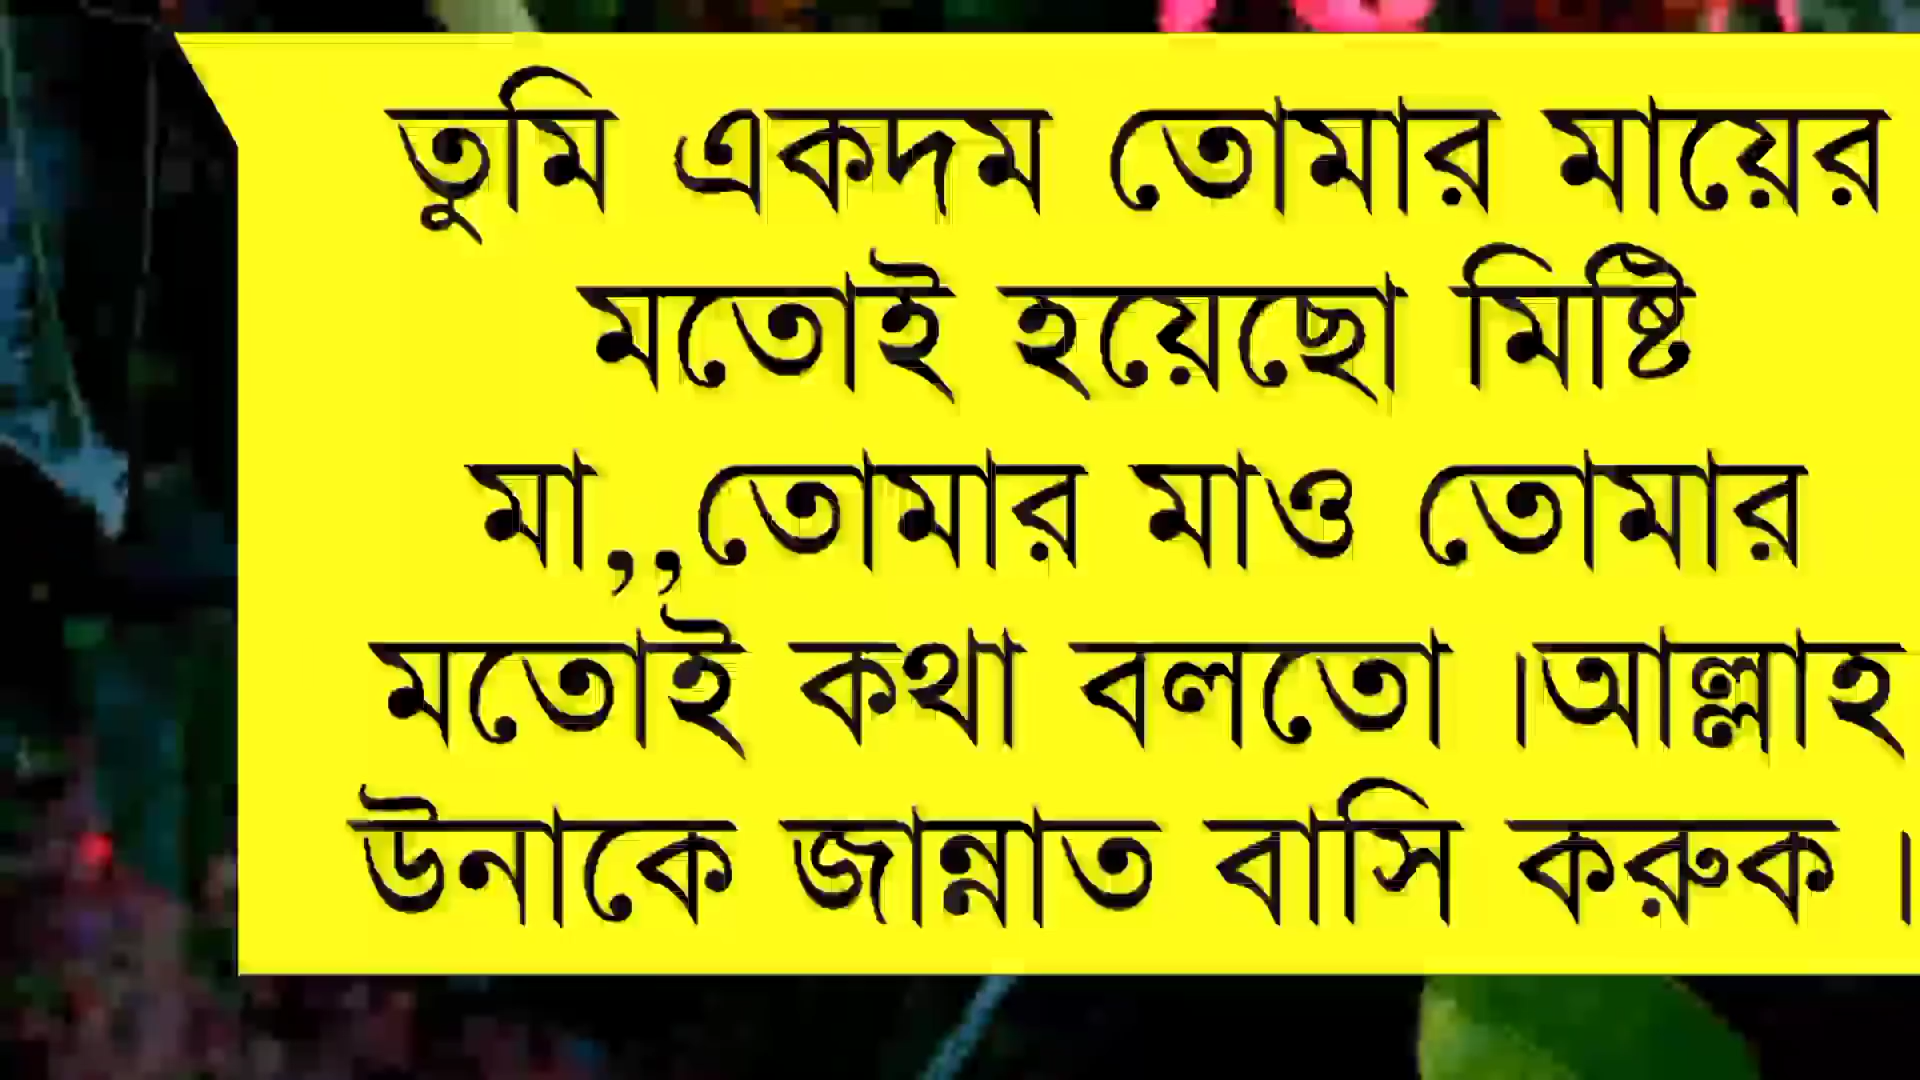 তুমি একদম তোমার মায়ের
মতোই হয়েছো মিষ্টি
মা,,তোমার মাও তোমার
মতোই কথা বলতো ।আল্লাহ
উনাকে জান্নাত বাসি করুক ।